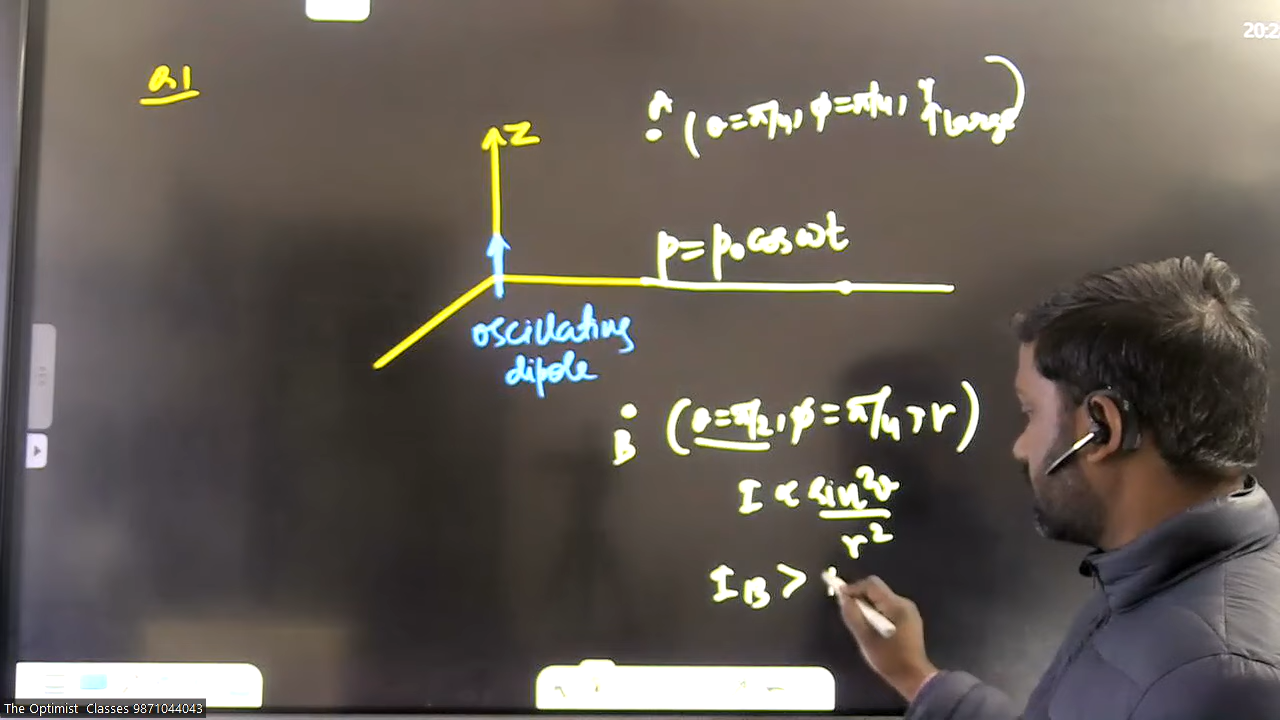 Q1
20:2
A (θ=π/4, φ=π/4, r
↑large)
Z
p=p₀cosωt
oscillating
dipole
B (θ=π/2, φ=π/4, r)
I ∝ sin²θ/r²
I_B >
The Optimist Classes 9871044043